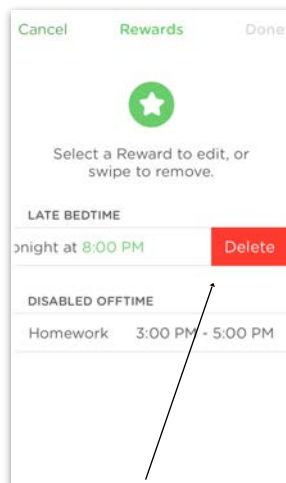 Cancel Rewards Done
Select a Reward to edit, or
swipe to remove.
LATE BEDTIME
onight at 8:00 PM Delete
DISABLED OFFTIME
Homework 3:00 PM - 5:00 PM